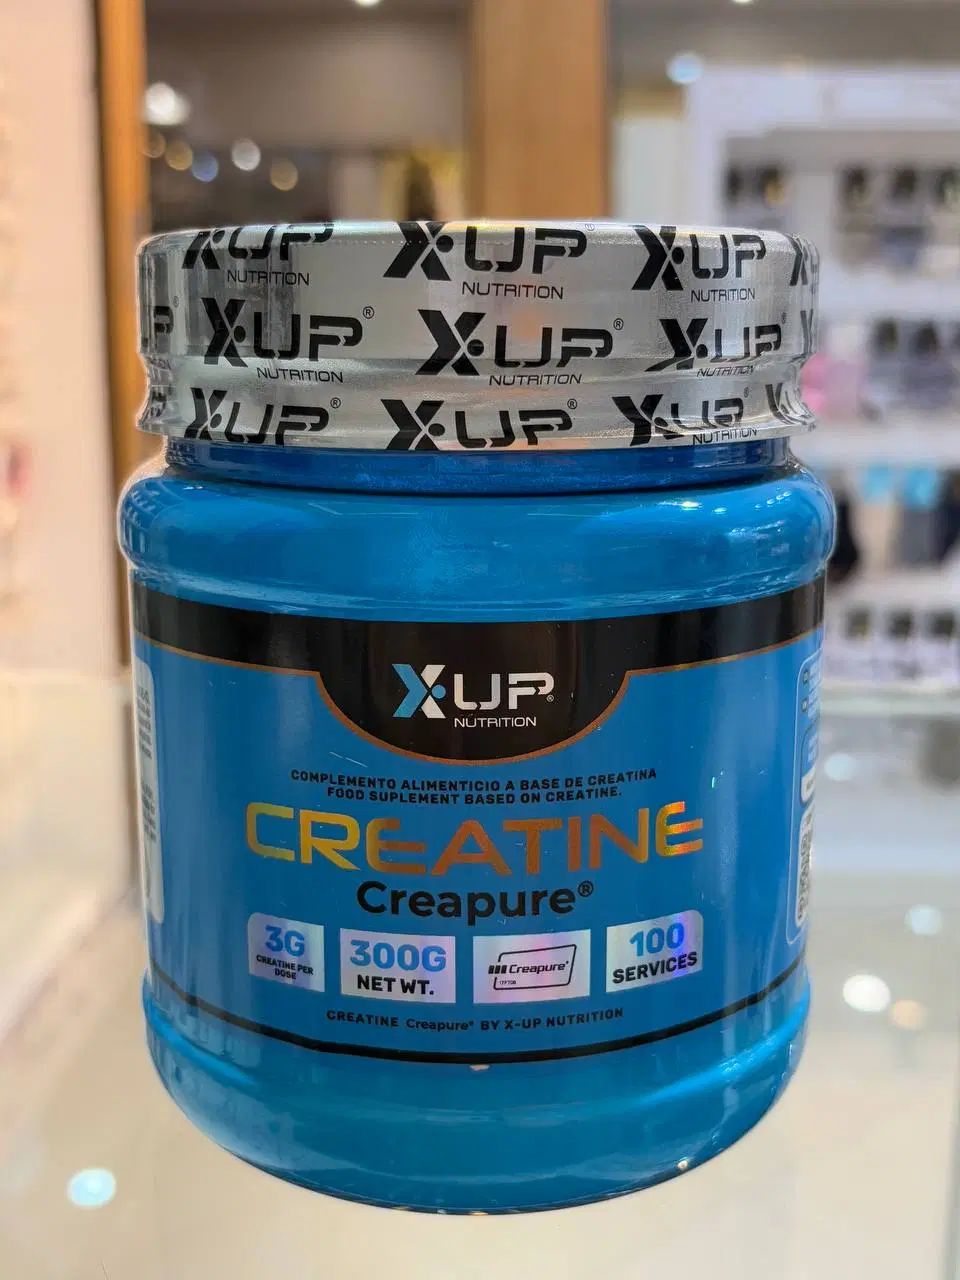 X-UP®
NUTRITION
X-UP®
NUTRITION
X-UP
NUTRITION
X-UP®
NUTRITION
X-UP®
NUTRITION
X-UP®
NUTRITION
X-UP®
X-UP®
X-UP®
NUTRITION
X-UP®
NUTRITION
COMPLEMENTO ALIMENTICIO A BASE DE CREATINA
FOOD SUPLEMENT BASED ON CREATINE.
CREATINE
Creapure®
3G
CREATINE PER
DOSE
300G
NET WT.
Creapure®
100
SERVICES
CREATINE Creapure® BY X-UP NUTRITION